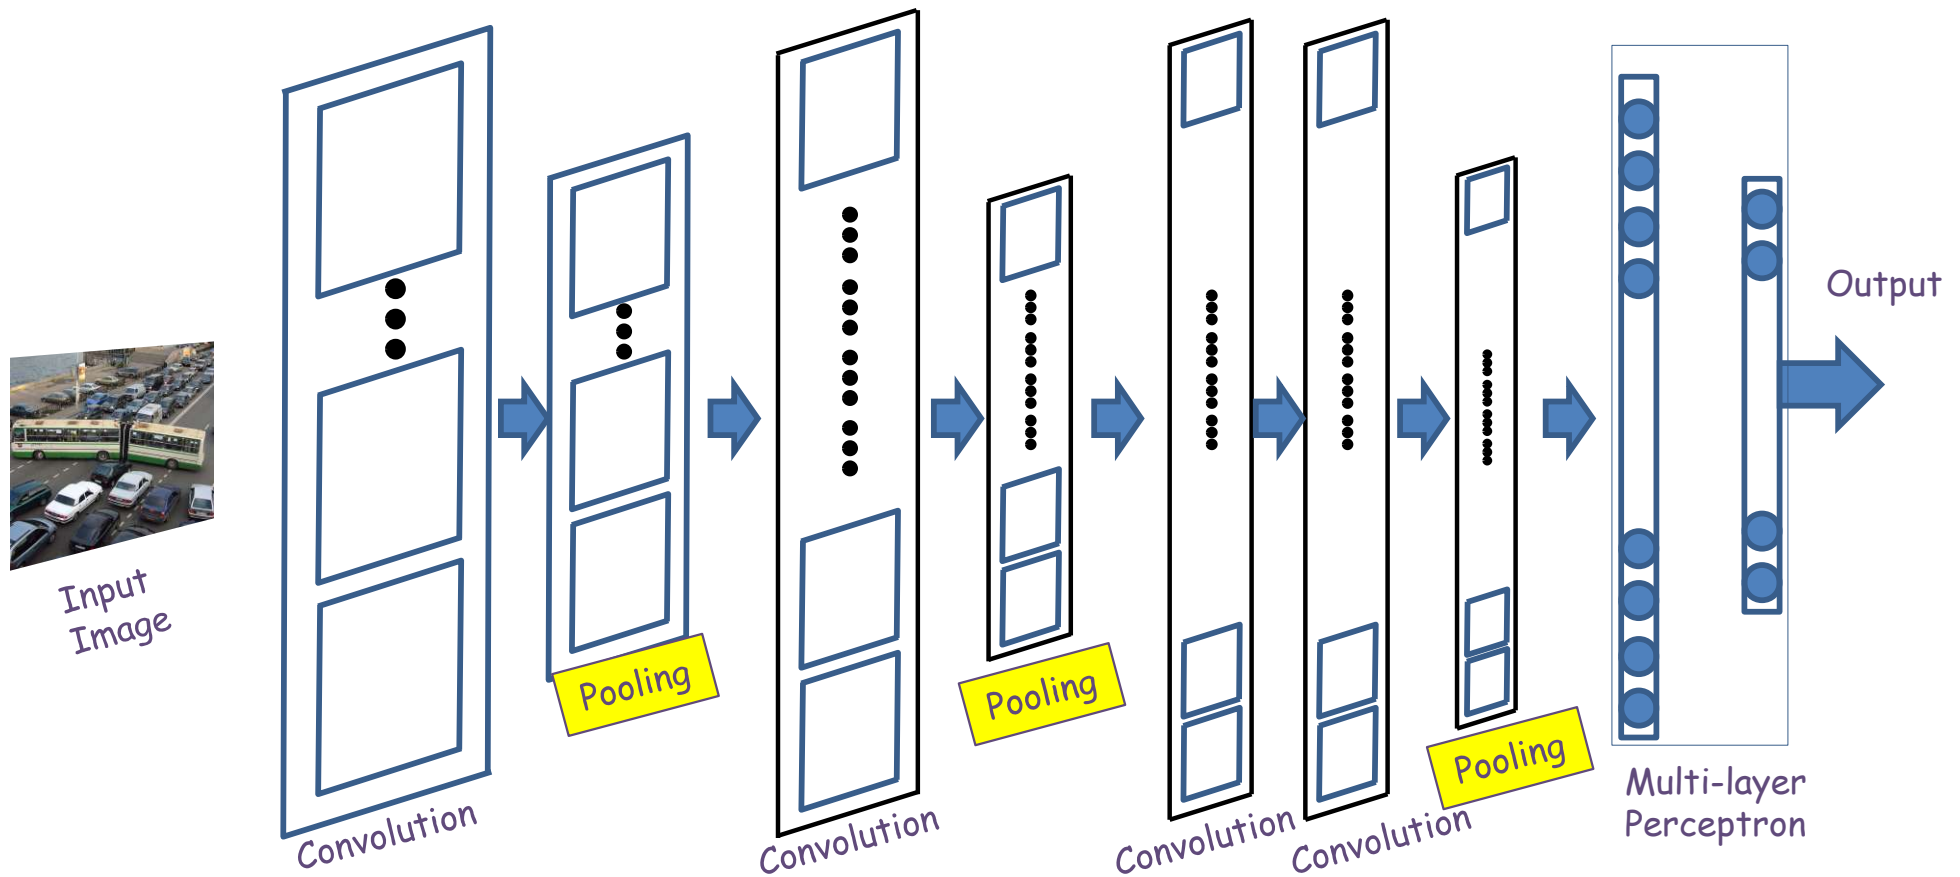 Input
Image
Convolution
Pooling
Convolution
Pooling
Convolution
Convolution
Pooling
Multi-layer
Perceptron
Output